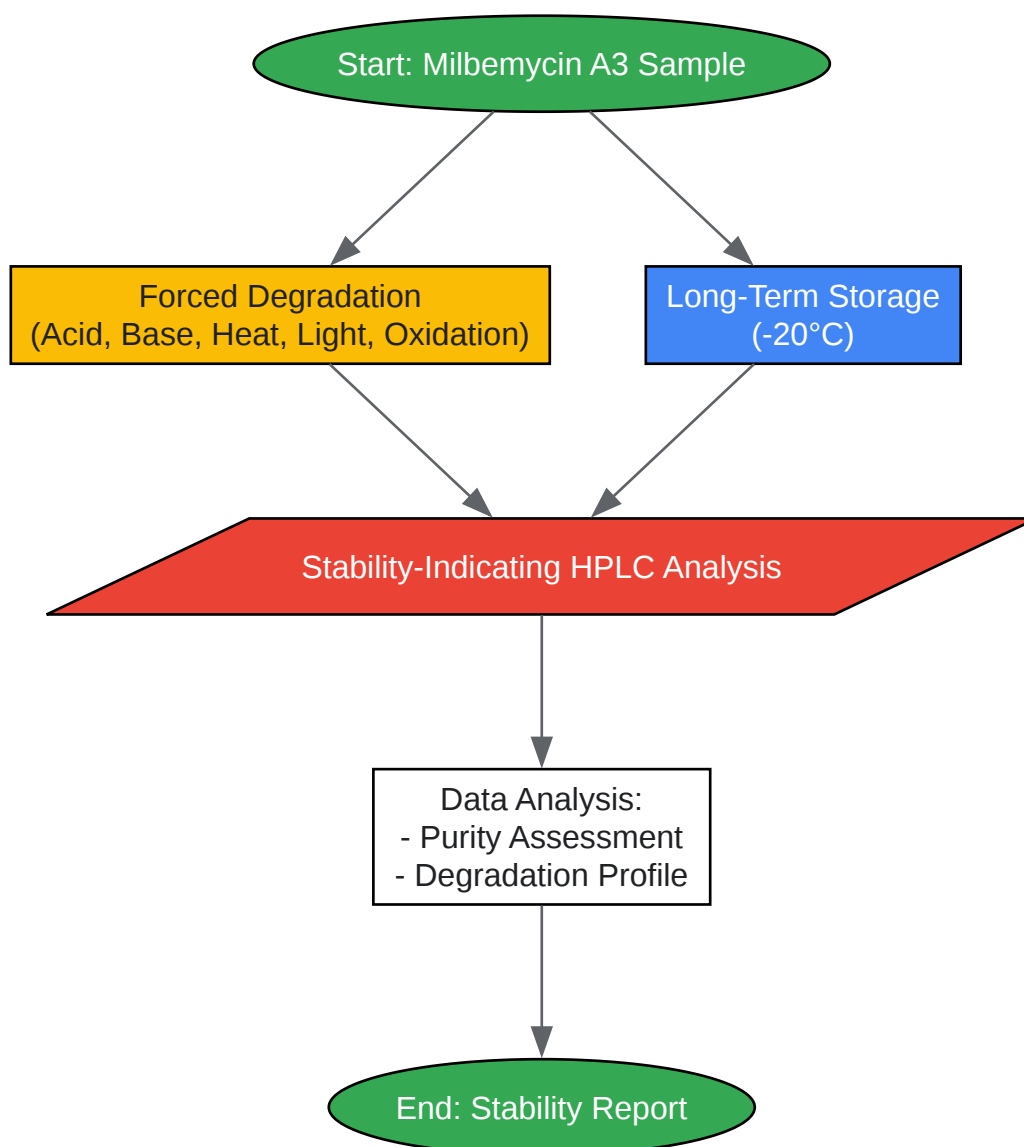 Start: Milbemycin A3 Sample
Forced Degradation
(Acid, Base, Heat, Light, Oxidation)
Long-Term Storage
(-20°C)
Stability-Indicating HPLC Analysis
Data Analysis:
- Purity Assessment
- Degradation Profile
End: Stability Report